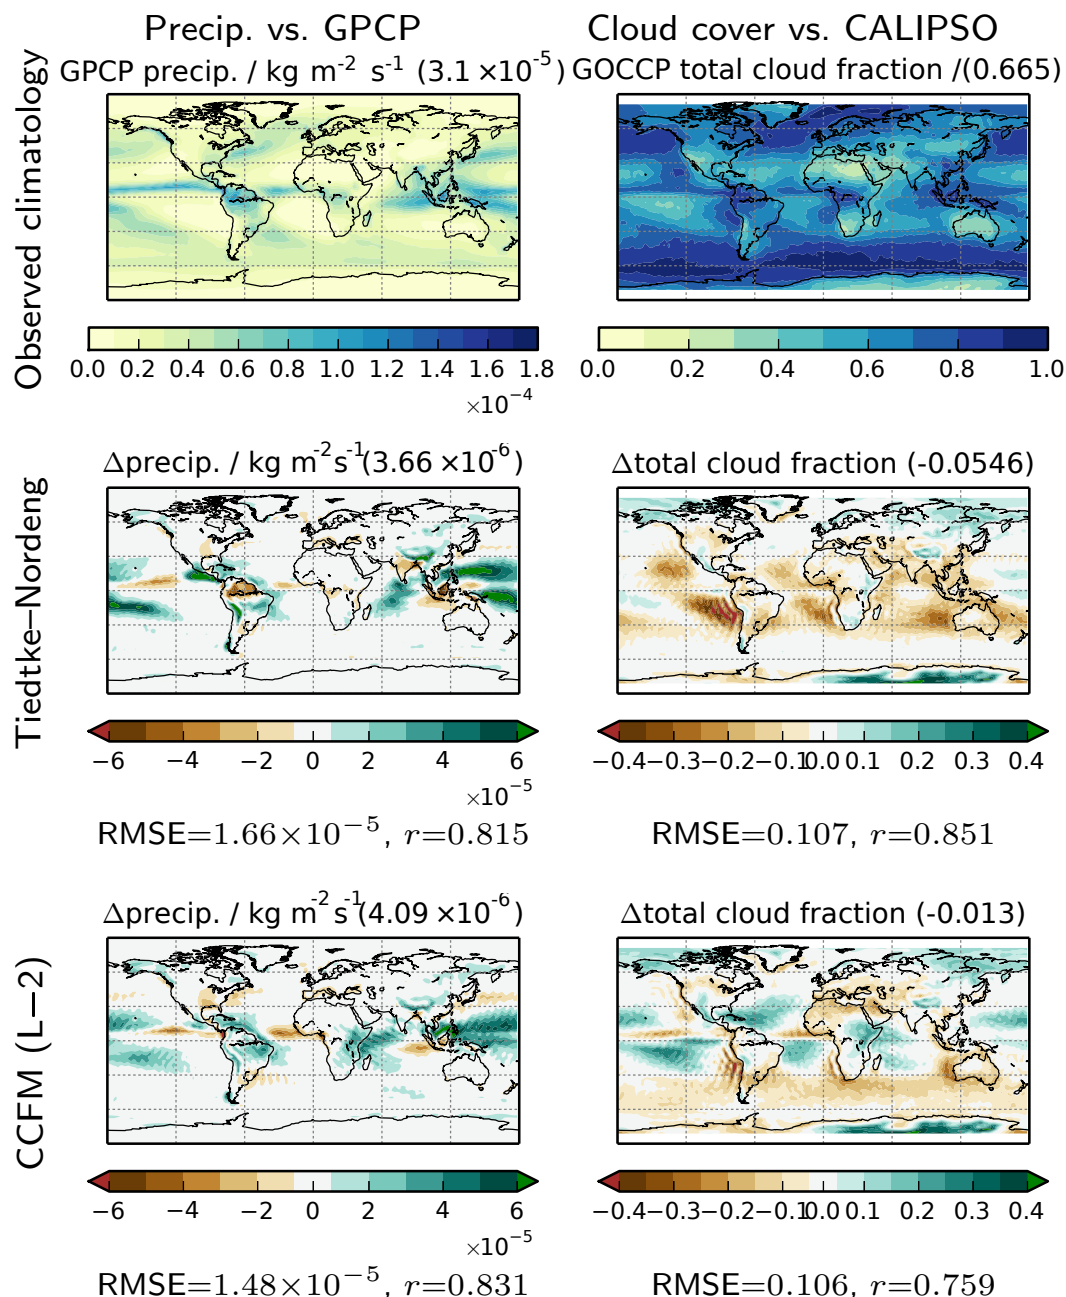 Precip. vs. GPCP
Cloud cover vs. CALIPSO
Observed climatology
GPCP precip. / kg m⁻² s⁻¹ (3.1 ×10⁻⁵)
GOCCP total cloud fraction /(0.665)
0.0 0.2 0.4 0.6 0.8 1.0 1.2 1.4 1.6 1.8
×10⁻⁴
0.0 0.2 0.4 0.6 0.8 1.0
Tiedtke–Nordeng
Δprecip. / kg m⁻²s⁻¹(3.66 ×10⁻⁶)
Δtotal cloud fraction (-0.0546)
−6 −4 −2 0 2 4 6
×10⁻⁵
−0.4 −0.3 −0.2 −0.1 0.0 0.1 0.2 0.3 0.4
RMSE=1.66×10⁻⁵, r=0.815
RMSE=0.107, r=0.851
CCFM (L−2)
Δprecip. / kg m⁻²s⁻¹(4.09 ×10⁻⁶)
Δtotal cloud fraction (-0.013)
−6 −4 −2 0 2 4 6
×10⁻⁵
−0.4 −0.3 −0.2 −0.1 0.0 0.1 0.2 0.3 0.4
RMSE=1.48×10⁻⁵, r=0.831
RMSE=0.106, r=0.759